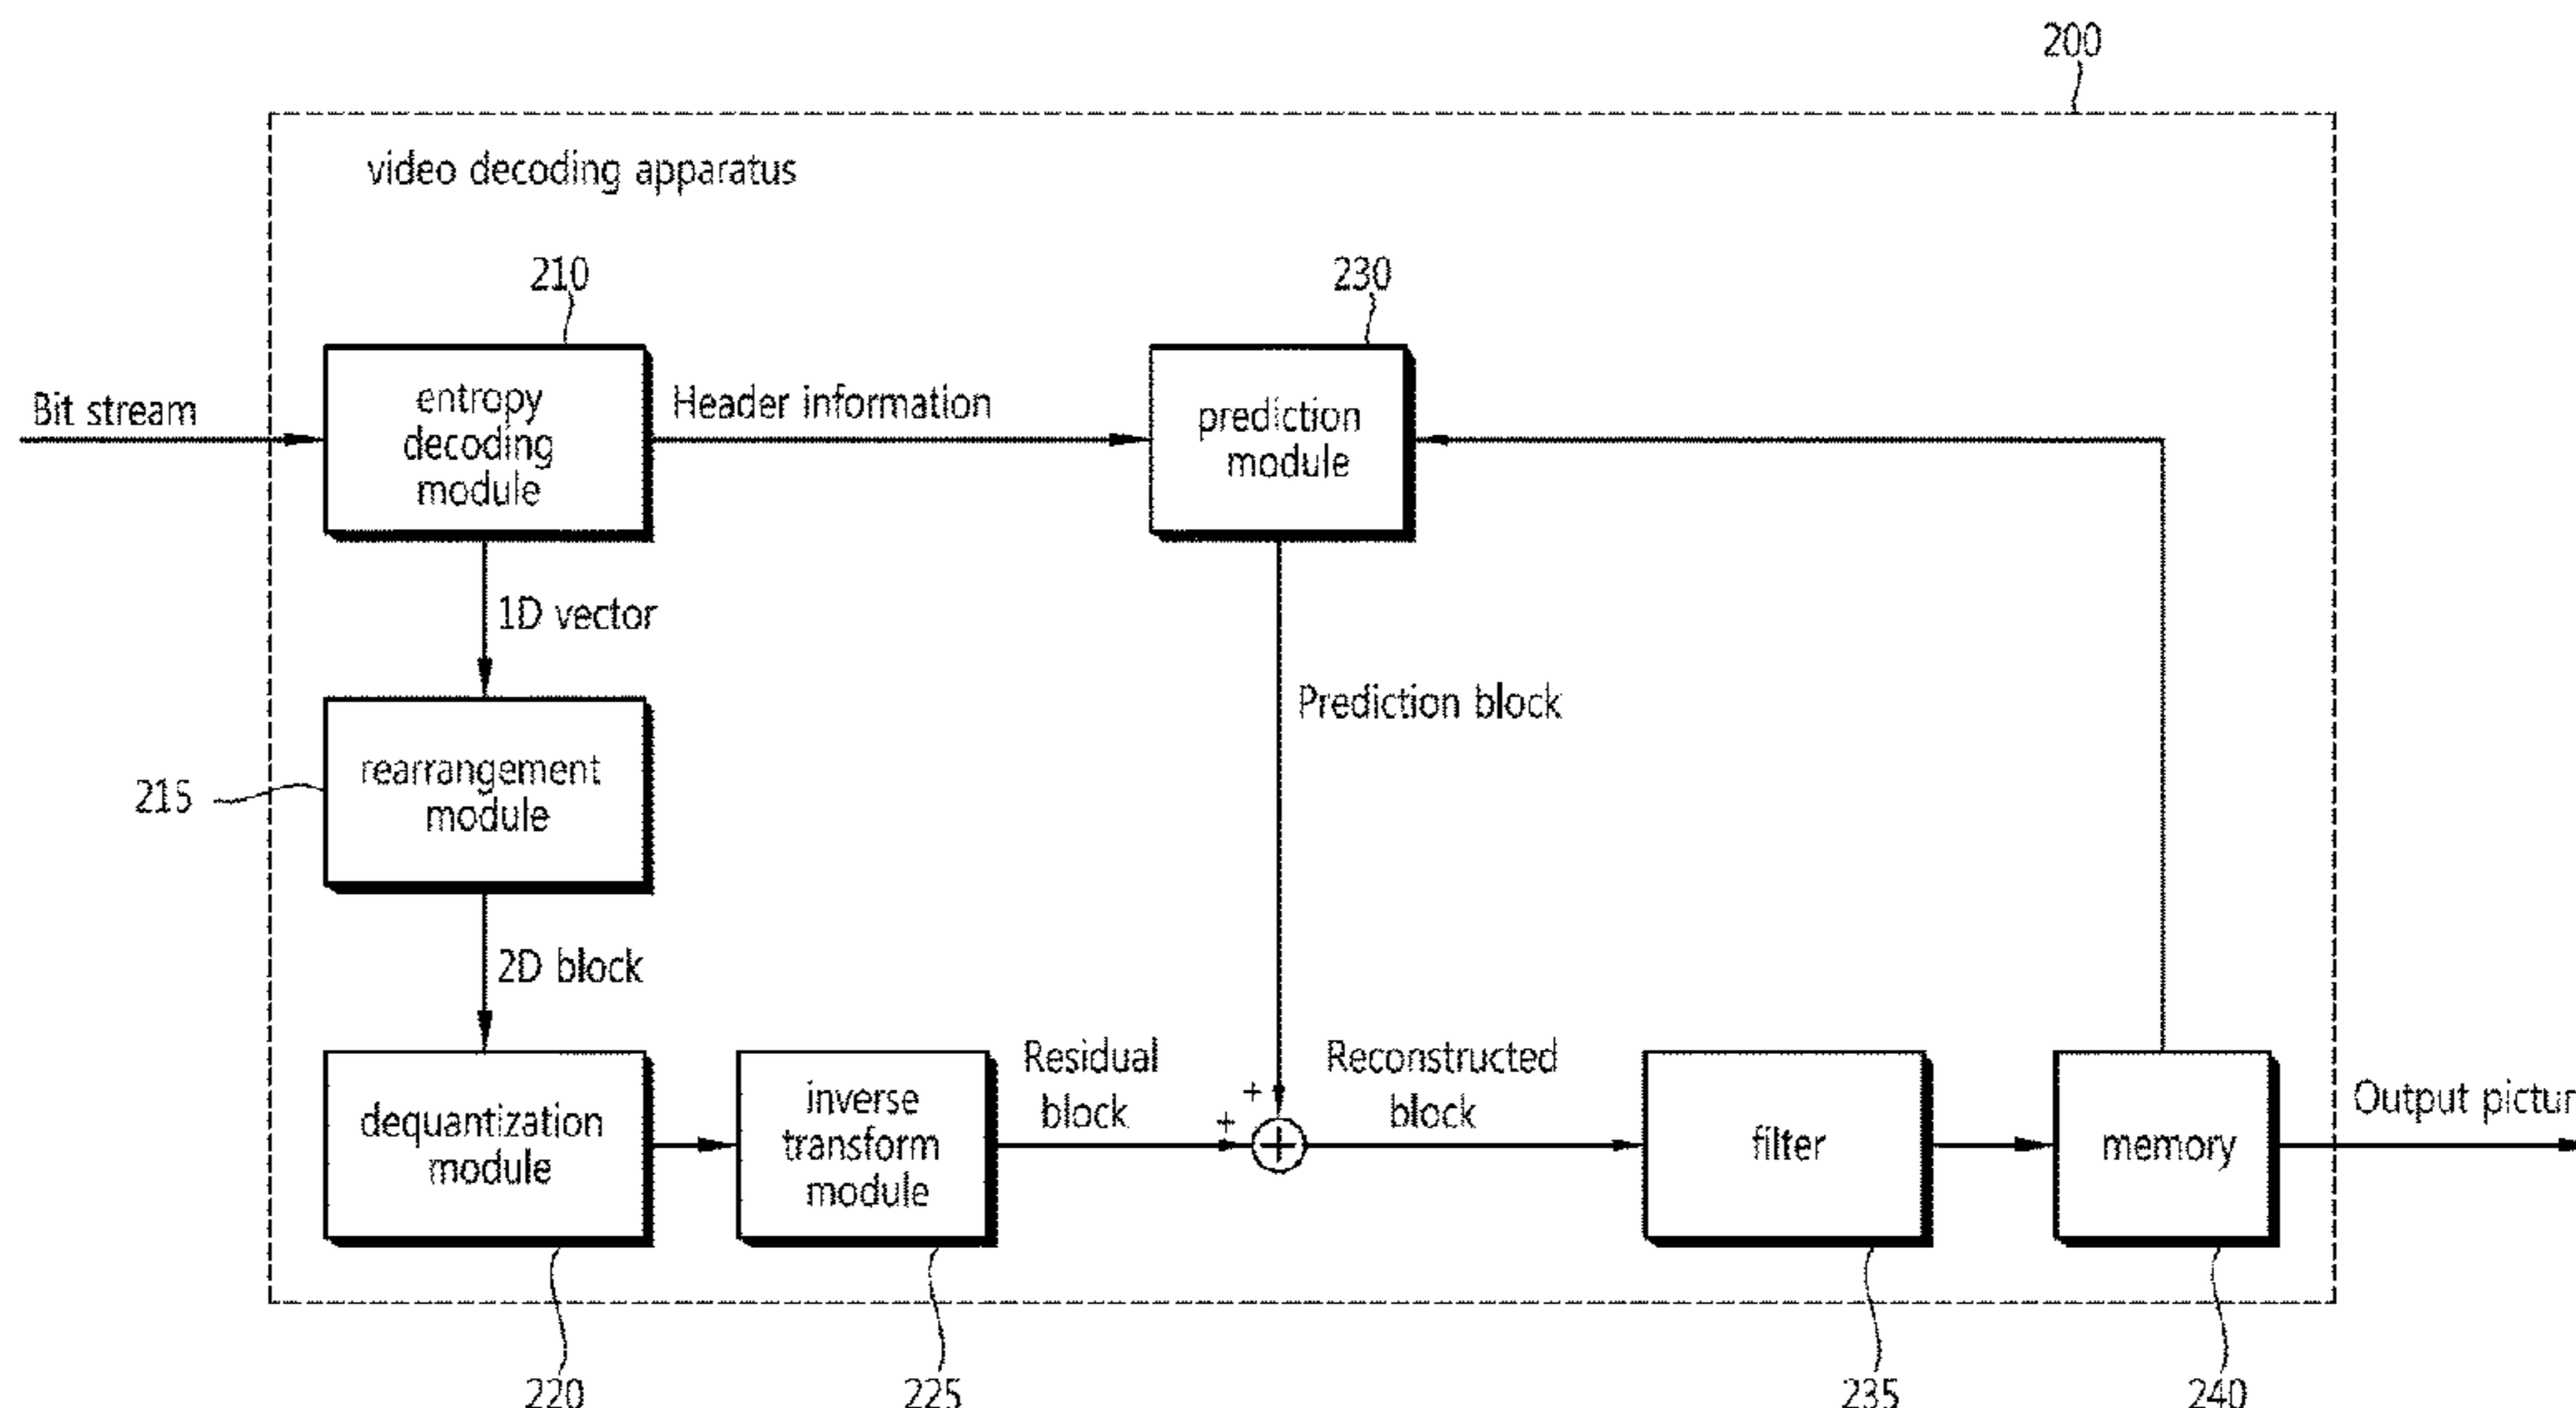 200
video decoding apparatus
210
230
Bit stream
entropy
decoding
module
Header information
prediction
module
1D vector
Prediction block
215
rearrangement
module
2D block
dequantization
module
inverse
transform
module
Residual
block
+
+
+
Reconstructed
block
filter
memory
Output pictur
220
225
235
240